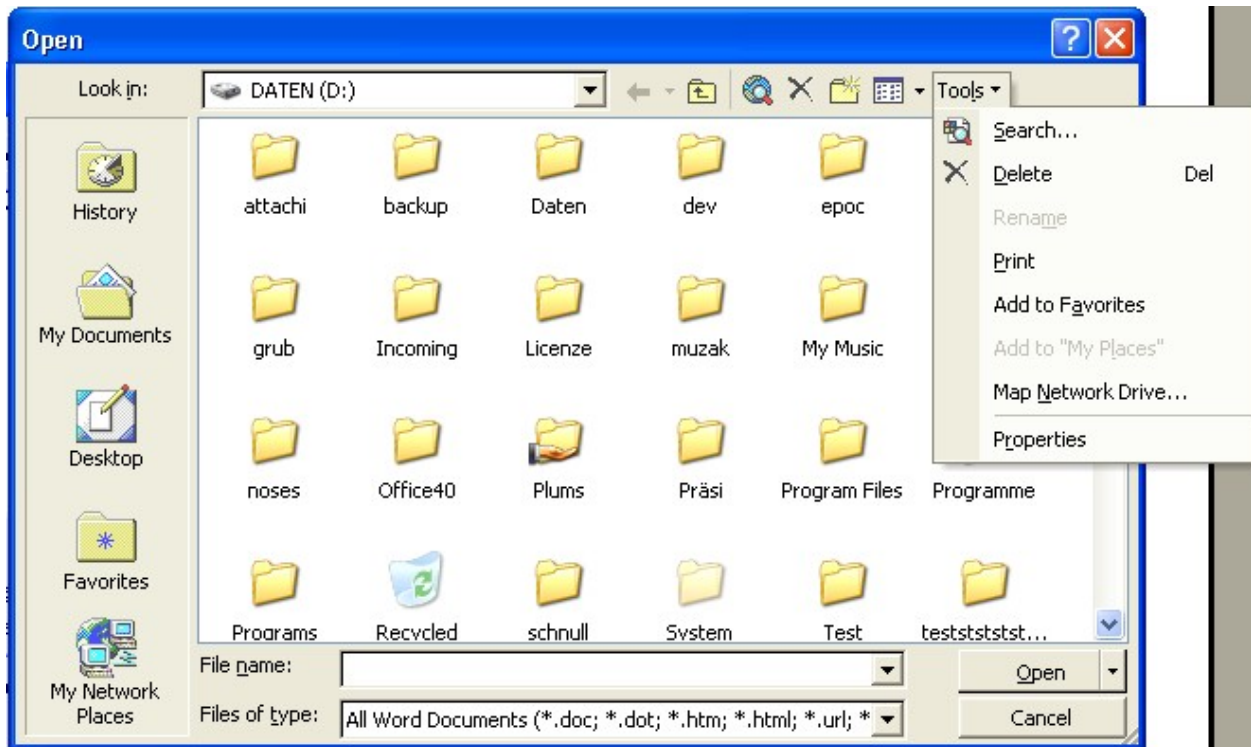 Open
Look in:
DATEN (D:)
Tools
Search...
Delete Del
Rename
Print
Add to Favorites
Add to "My Places"
Map Network Drive...
Properties
History
My Documents
Desktop
Favorites
My Network
Places
attachi backup Daten dev epoc
grub Incoming Licenze muzak My Music
noses Office40 Plums Präsi Program Files Programme
Programs Recycled schnull System Test teststststst...
File name:
Open
Files of type:
All Word Documents (*.doc; *.dot; *.htm; *.html; *.url; *
Cancel